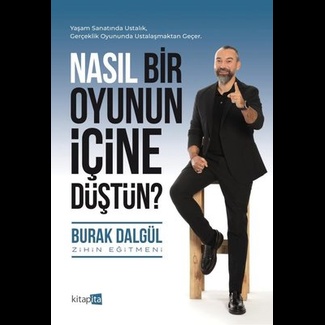 Yaşam Sanatında Ustalık,
Gerçeklik Oyununda Ustalaşmaktan Geçer.
NASIL BİR
OYUNUN
İÇİNE
DÜŞTÜN?
BURAK DALGÜL
ZİHİN EĞİTMENİ
kitapita